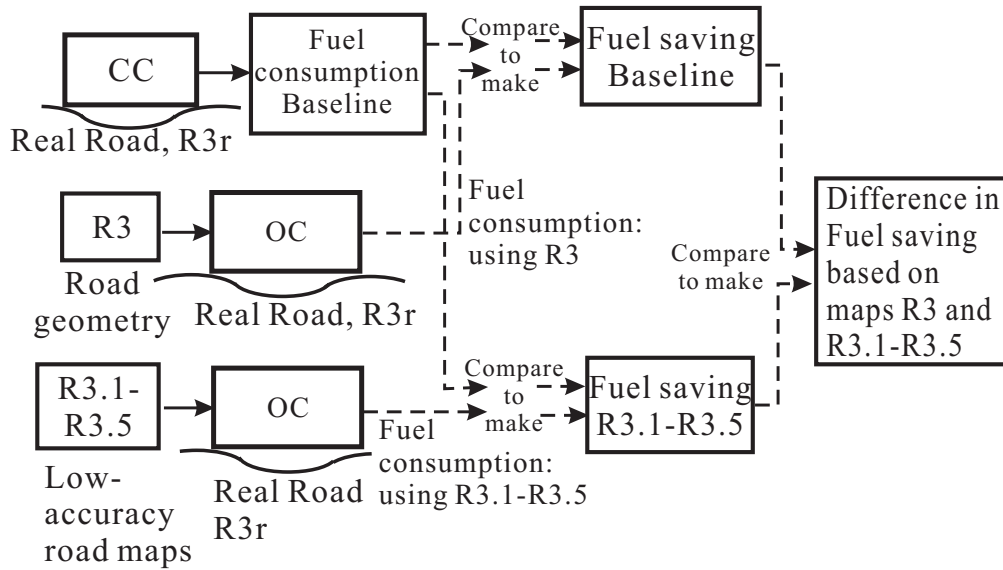 CC
Real Road, R3r
Fuel
consumption
Baseline
Compare
to
make
Fuel saving
Baseline
R3
Road
geometry
OC
Real Road, R3r
Fuel
consumption:
using R3
Compare
to make
Difference in
Fuel saving
based on
maps R3 and
R3.1-R3.5
R3.1-
R3.5
Low-
accuracy
road maps
OC
Real Road
R3r
Fuel
consumption:
using R3.1-R3.5
Compare
to
make
Fuel saving
R3.1-R3.5